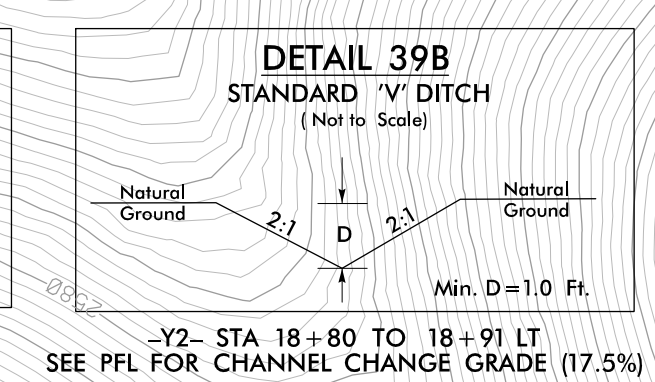 DETAIL 39B
STANDARD 'V' DITCH
( Not to Scale)
Natural
Ground
2:1
D
2:1
Natural
Ground
Min. D=1.0 Ft.
2580
-Y2- STA 18+80 TO 18+91 LT
SEE PFL FOR CHANNEL CHANGE GRADE (17.5%)